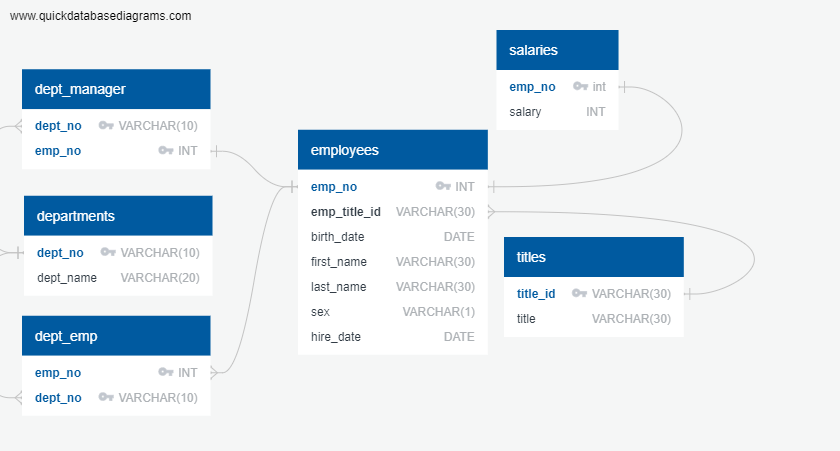 www.quickdatabasediagrams.com
dept_manager
dept_no VARCHAR(10)
emp_no INT
departments
dept_no VARCHAR(10)
dept_name VARCHAR(20)
dept_emp
emp_no INT
dept_no VARCHAR(10)
employees
emp_no INT
emp_title_id VARCHAR(30)
birth_date DATE
first_name VARCHAR(30)
last_name VARCHAR(30)
sex VARCHAR(1)
hire_date DATE
salaries
emp_no int
salary INT
titles
title_id VARCHAR(30)
title VARCHAR(30)